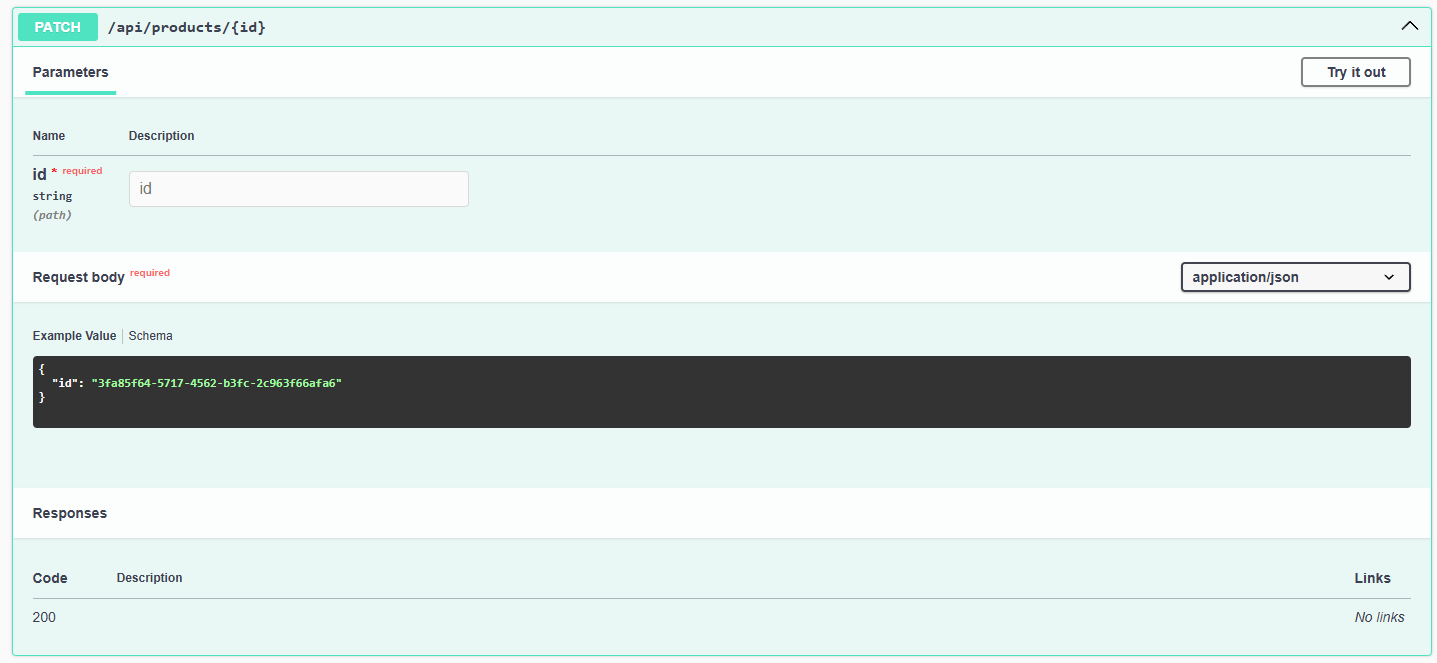 PATCH /api/products/{id}
Parameters
Try it out
Name Description
id * required
string
(path)
id
Request body required
application/json
Example Value Schema
{
  "id": "3fa85f64-5717-4562-b3fc-2c963f66afa6"
}
Responses
Code Description Links
200 No links